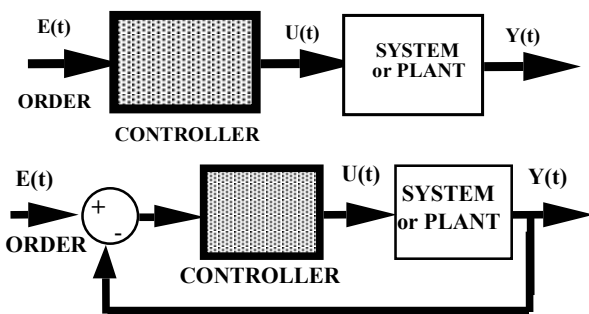 E(t)
U(t)
SYSTEM
or PLANT
Y(t)
ORDER
CONTROLLER
E(t)
+
-
U(t)
SYSTEM
or PLANT
Y(t)
ORDER
CONTROLLER